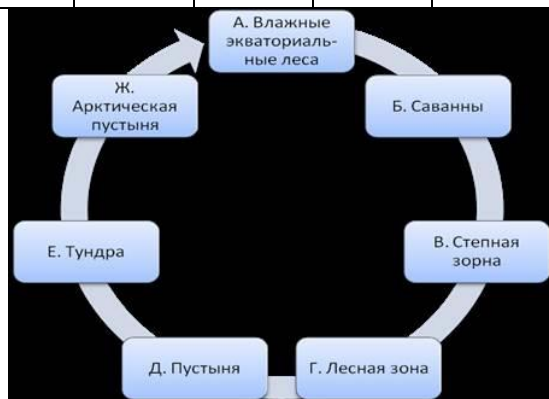 А. Влажные
экваториаль-
ные леса
Б. Саванны
В. Степная
зорна
Г. Лесная зона
Д. Пустыня
Е. Тундра
Ж.
Арктическая
пустыня